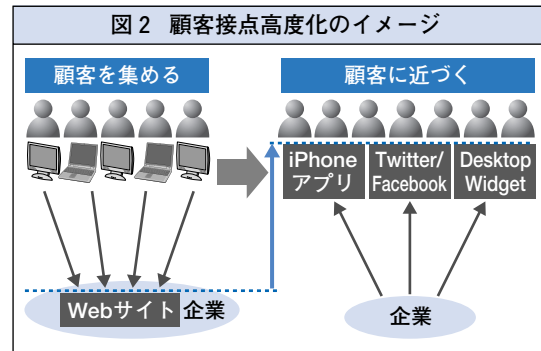 図2 顧客接点高度化のイメージ
顧客を集める
顧客に近づく
iPhone
アプリ
Twitter/
Facebook
Desktop
Widget
Webサイト 企業
企業